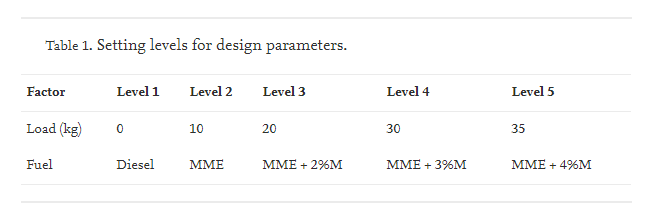 Table 1. Setting levels for design parameters.
Factor Level 1 Level 2 Level 3 Level 4 Level 5
Load (kg) 0 10 20 30 35
Fuel Diesel MME MME + 2%M MME + 3%M MME + 4%M